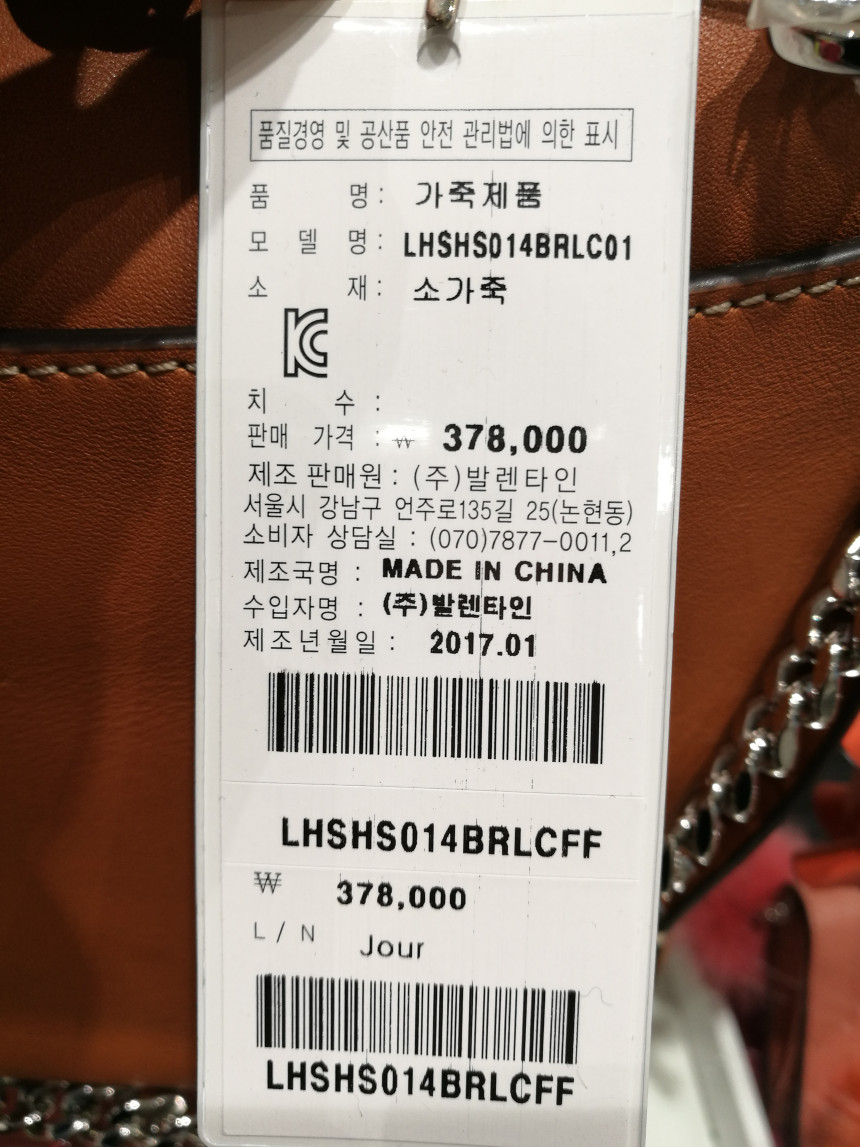 품질경영 및 공산품 안전 관리법에 의한 표시
품 명 : 가죽제품
모 델 명 : LHSHS014BRLC01
소 재 : 소가죽
KC
치 수 :
판매 가격 : ₩ 378,000
제조 판매원 : (주)발렌타인
서울시 강남구 언주로135길 25(논현동)
소비자 상담실 : (070)7877-0011,2
제조국명 : MADE IN CHINA
수입자명 : (주)발렌타인
제조년월일 : 2017.01
LHSHS014BRLCFF
₩ 378,000
L / N Jour
LHSHS014BRLCFF